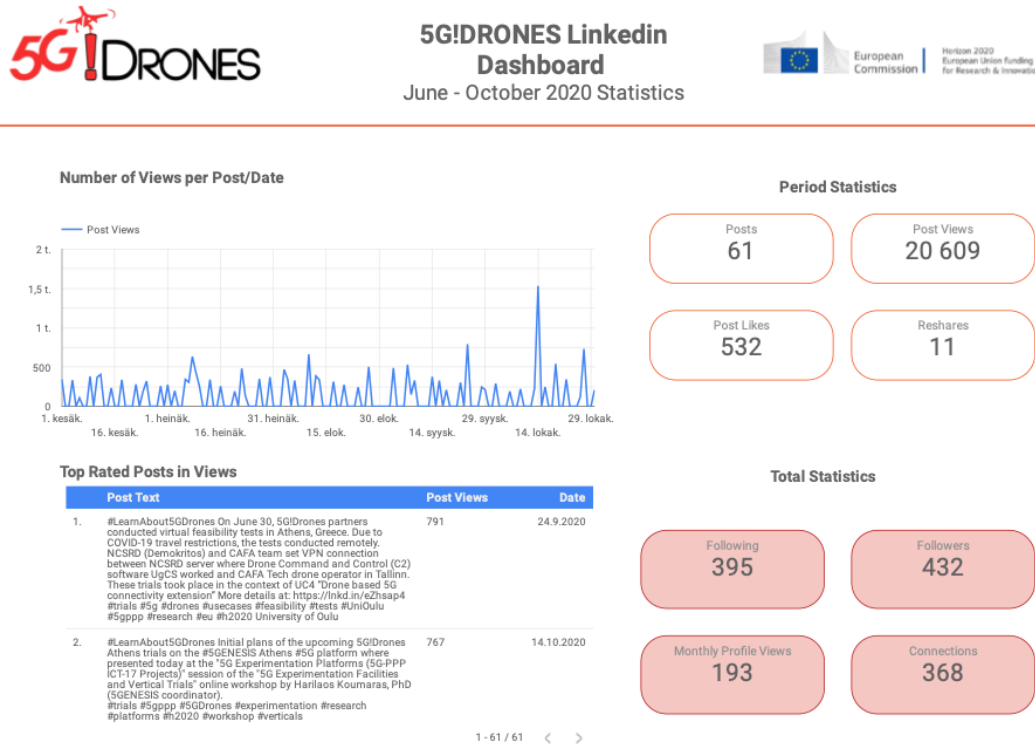 5G!DRONES
5G!DRONES Linkedin
Dashboard
June - October 2020 Statistics
European
Commission
Horizon 2020
European Union funding
for Research & Innovation
Number of Views per Post/Date
Post Views
2 t.
1,5 t.
1 t.
500
0
1. kesäk.
16. kesäk.
1. heinäk.
16. heinäk.
31. heinäk.
15. elok.
30. elok.
14. syysk.
29. syysk.
14. lokak.
29. lokak.
Period Statistics
Posts
61
Post Views
20 609
Post Likes
532
Reshares
11
Top Rated Posts in Views
Post Text Post Views Date
1. #LearnAbout5GDrones On June 30, 5G!Drones partners 791 24.9.2020
conducted virtual feasibility tests in Athens, Greece. Due to
COVID-19 travel restrictions, the tests conducted remotely.
NCSRD (Demokritos) and CAFA team set VPN connection
between NCSRD server where Drone Command and Control (C2)
software UgCS worked and CAFA Tech drone operator in Tallinn.
These trials took place in the context of UC4 "Drone based 5G
connectivity extension" More details at: https://lnkd.in/eZhsap4
#trials #5g #drones #usecases #feasibility #tests #UniOulu
#5gppp #research #eu #h2020 University of Oulu
2. #LearnAbout5GDrones Initial plans of the upcoming 5G!Drones 767 14.10.2020
Athens trials on the #5GENESIS Athens #5G platform where
presented today at the "5G Experimentation Platforms (5G-PPP
ICT-17 Projects)" session of the "5G Experimentation Facilities
and Vertical Trials" online workshop by Harilaos Koumaras, PhD
(5GENESIS coordinator).
#trials #5gppp #5GDrones #experimentation #research
#platforms #h2020 #workshop #verticals
1 - 61 / 61
Total Statistics
Following
395
Followers
432
Monthly Profile Views
193
Connections
368